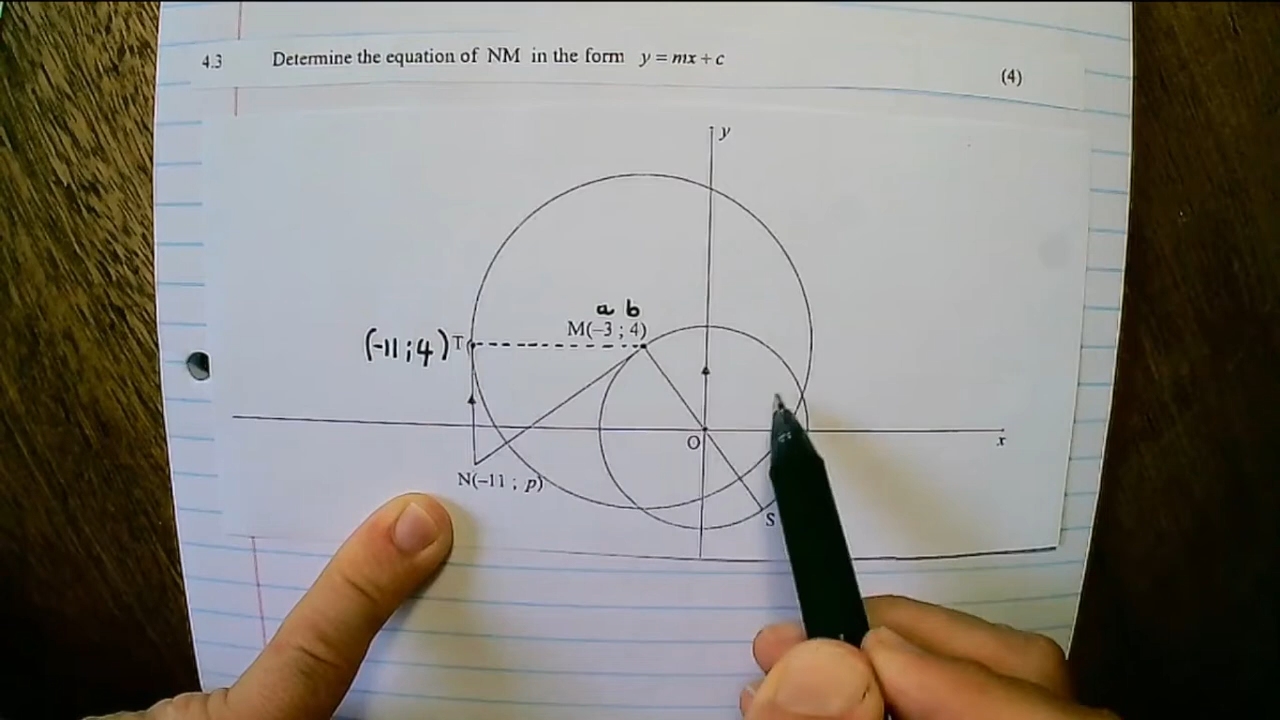 4.3 Determine the equation of NM in the form y = mx + c
(4)
y
a b
M(−3 ; 4)
(-11;4) T
O
x
N(−11 ; p)
S